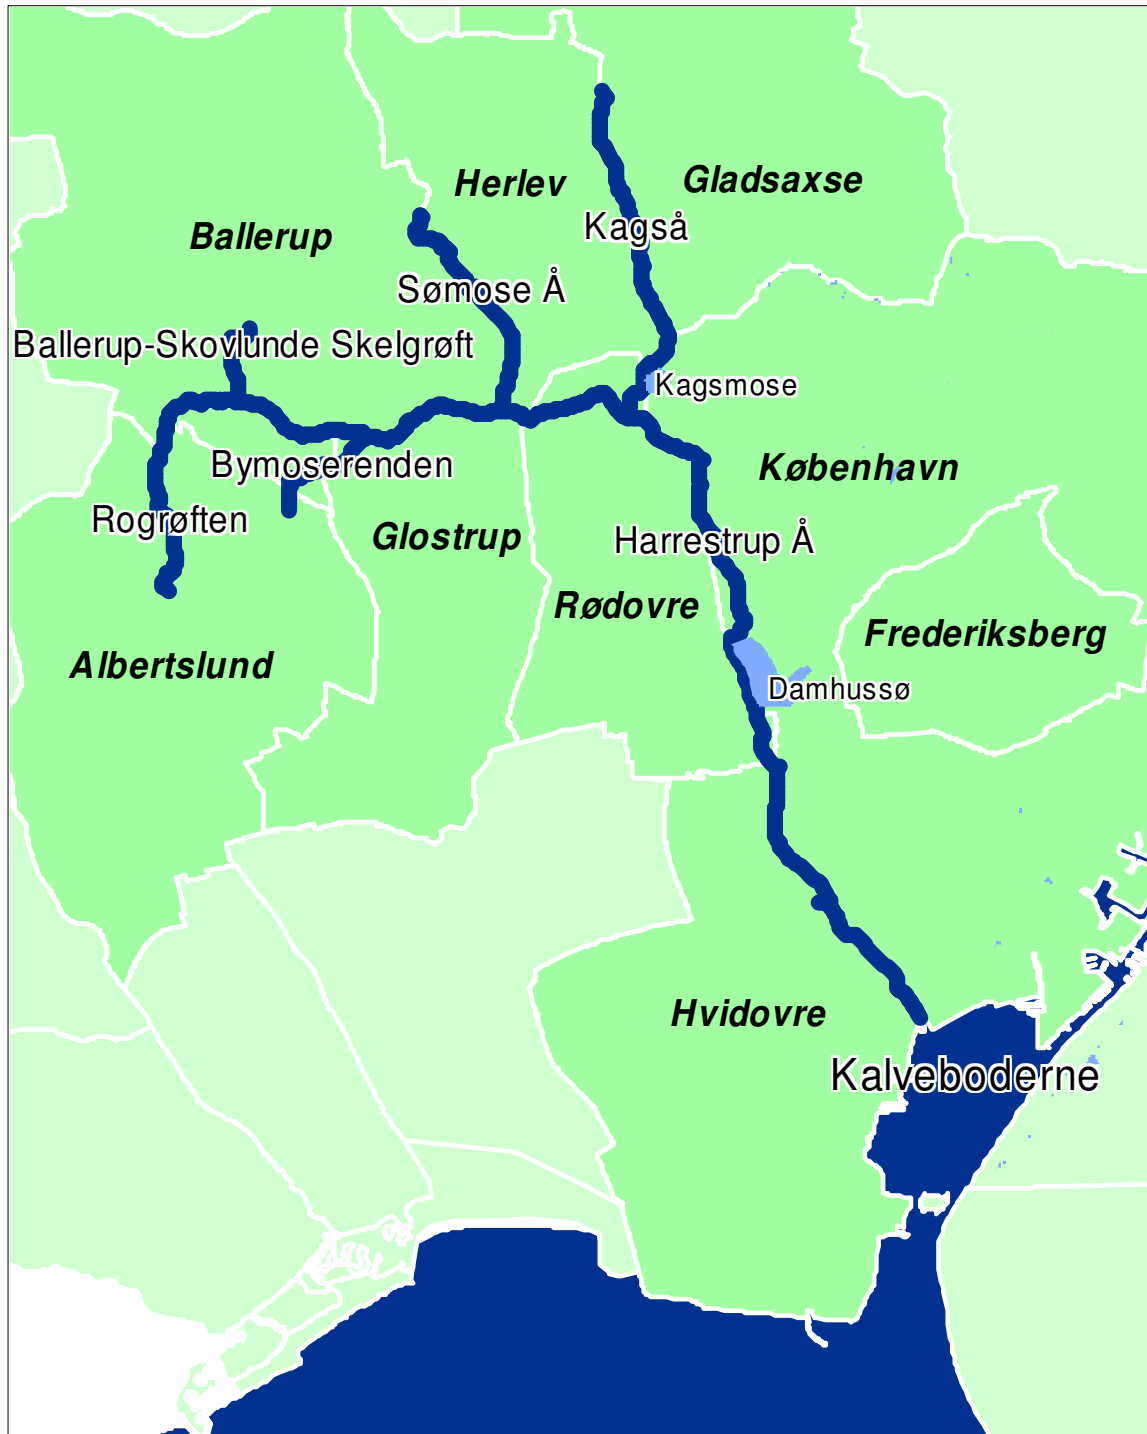 Herlev
Gladsaxse
Kagså
Ballerup
Sømose Å
Ballerup-Skovlunde Skelgrøft
Kagsmose
Bymoserenden
København
Rogrøften
Glostrup
Harrestrup Å
Rødovre
Frederiksberg
Albertslund
Damhussø
Hvidovre
Kalveboderne